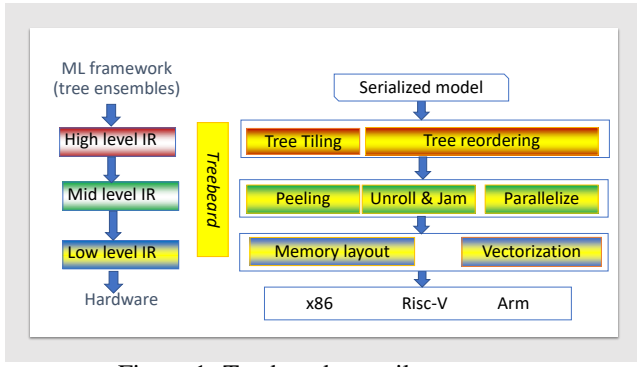 ML framework
(tree ensembles)
High level IR
Mid level IR
Low level IR
Hardware
Treebeard
Serialized model
Tree Tiling Tree reordering
Peeling Unroll & Jam Parallelize
Memory layout Vectorization
x86 Risc-V Arm